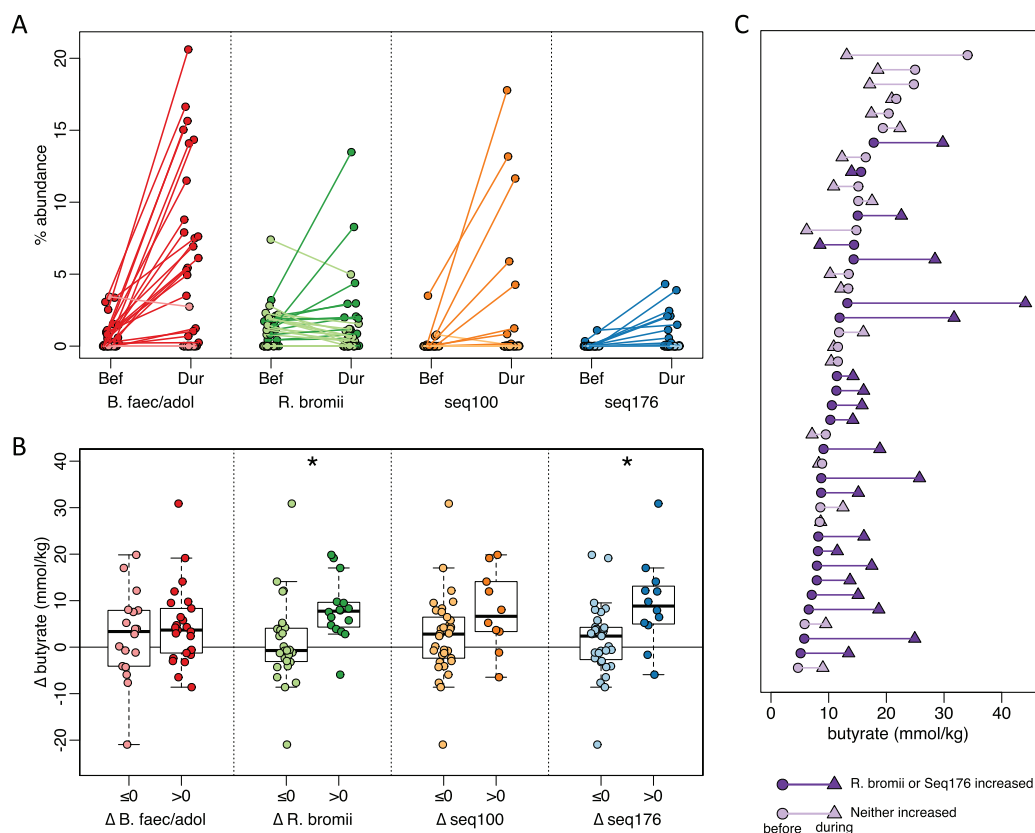 A
% abundance
20
15
10
5
0
Bef Dur Bef Dur Bef Dur Bef Dur
B. faec/adol R. bromii seq100 seq176
B
Δ butyrate (mmol/kg)
40
30
20
10
0
-10
-20
* *
≤0 >0 ≤0 >0 ≤0 >0 ≤0 >0
Δ B. faec/adol Δ R. bromii Δ seq100 Δ seq176
C
0 10 20 30 40
butyrate (mmol/kg)
R. bromii or Seq176 increased
Neither increased
before during